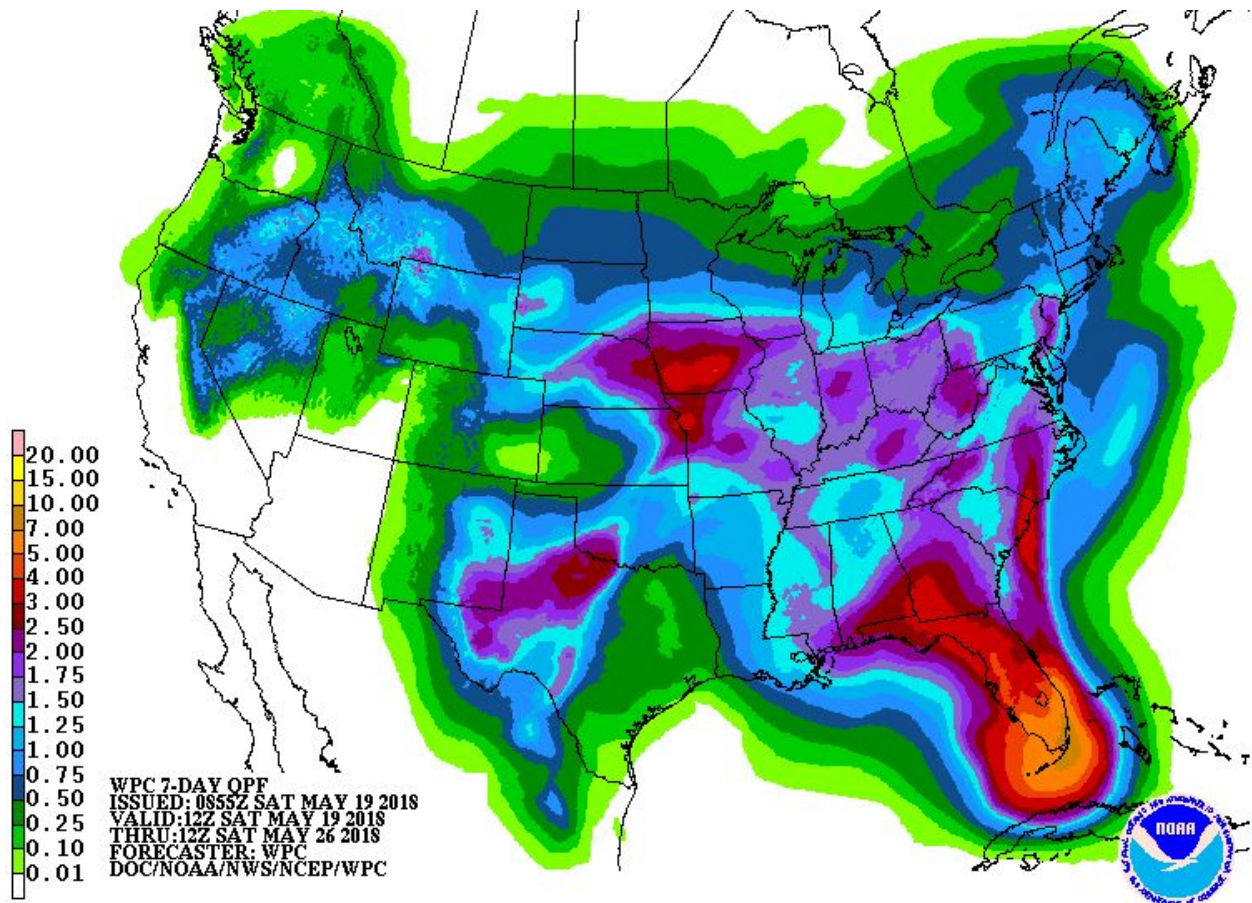 20.00
15.00
10.00
7.00
5.00
4.00
3.00
2.50
2.00
1.75
1.50
1.25
1.00
0.75
0.50
0.25
0.10
0.01
WPC 7-DAY QPF
ISSUED: 0855Z SAT MAY 19 2018
VALID:12Z SAT MAY 19 2018
THRU:12Z SAT MAY 26 2018
FORECASTER: WPC
DOC/NOAA/NWS/NCEP/WPC
NOAA